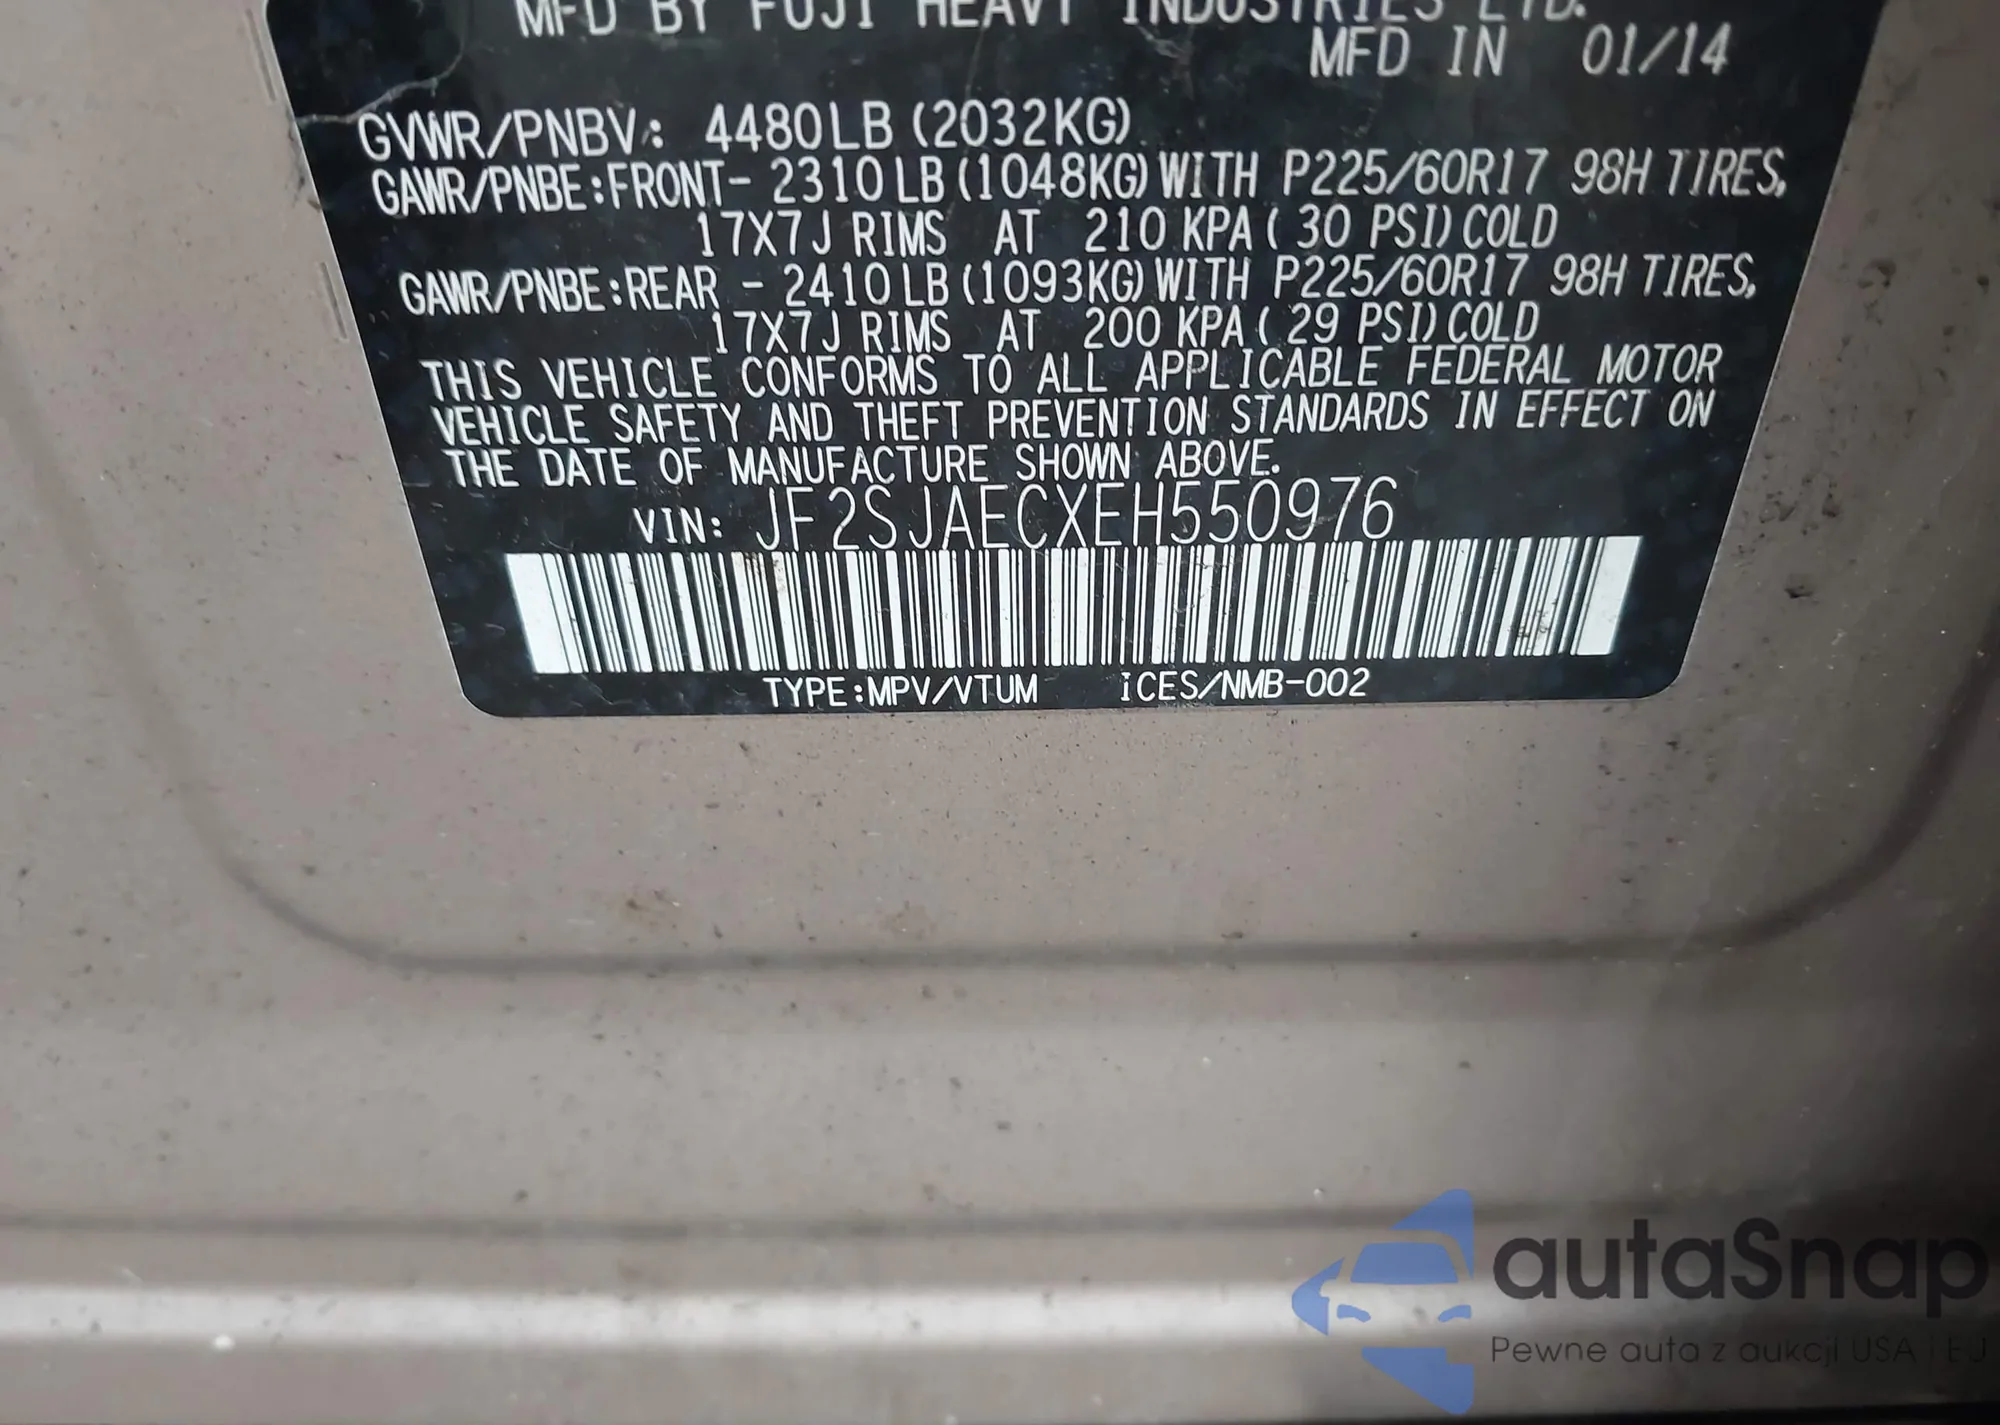 MFD BY FUJI HEAVY INDUSTRIES LTD.
MFD IN 01/14
GVWR/PNBV: 4480LB (2032KG)
GAWR/PNBE:FRONT- 2310LB(1048KG)WITH P225/60R17 98H TIRES,
17X7J RIMS AT 210 KPA( 30 PSI)COLD
GAWR/PNBE:REAR - 2410LB(1093KG)WITH P225/60R17 98H TIRES,
17X7J RIMS AT 200 KPA( 29 PSI)COLD
THIS VEHICLE CONFORMS TO ALL APPLICABLE FEDERAL MOTOR
VEHICLE SAFETY AND THEFT PREVENTION STANDARDS IN EFFECT ON
THE DATE OF MANUFACTURE SHOWN ABOVE.
VIN: JF2SJAECXEH550976
TYPE:MPV/VTUM ICES/NMB-002
autaSnap
Pewne auta z aukcji USA i EJ